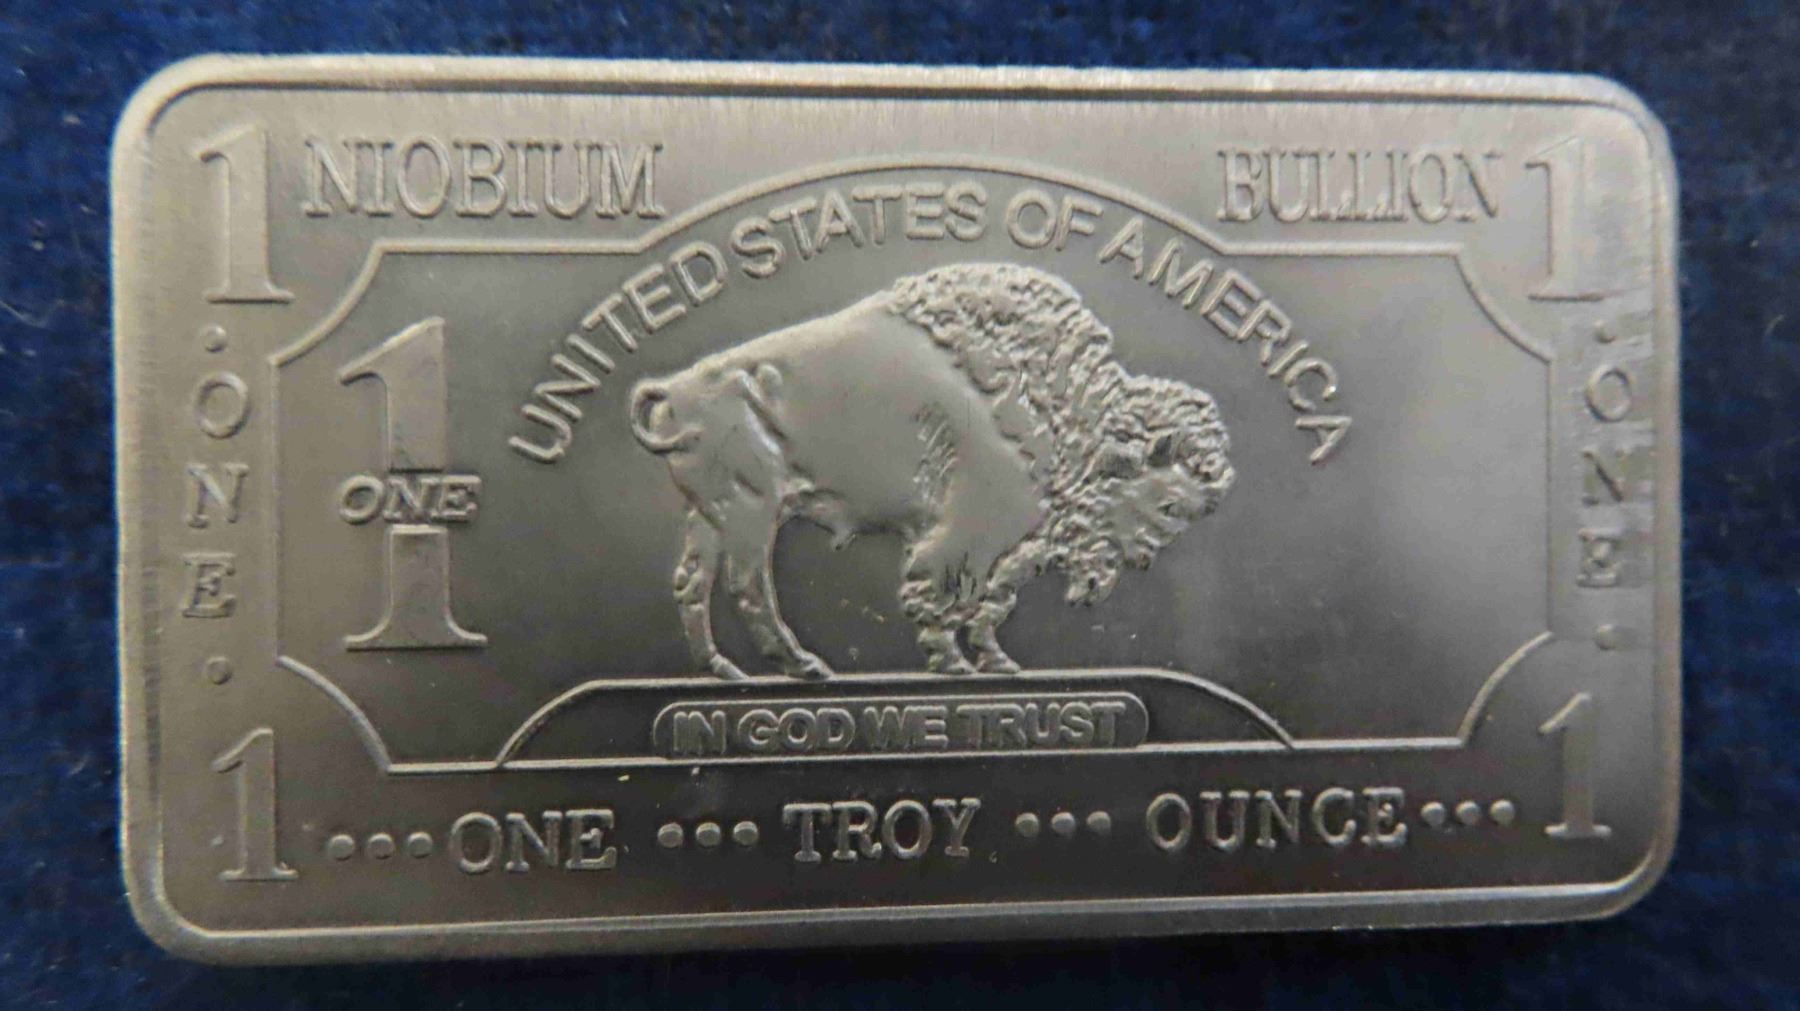 1 NIOBIUM BULLION 1
UNITED STATES OF AMERICA
· ONE ·
1
ONE
· ONE ·
IN GOD WE TRUST
1 ••• ONE ••• TROY ••• OUNCE ••• 1